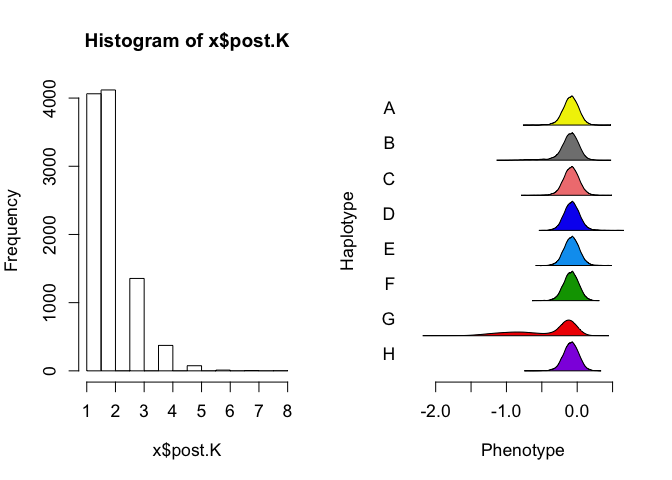 Histogram of x$post.K
Frequency
0
1000
2000
3000
4000
1 2 3 4 5 6 7 8
x$post.K
Haplotype
A
B
C
D
E
F
G
H
-2.0 -1.0 0.0
Phenotype